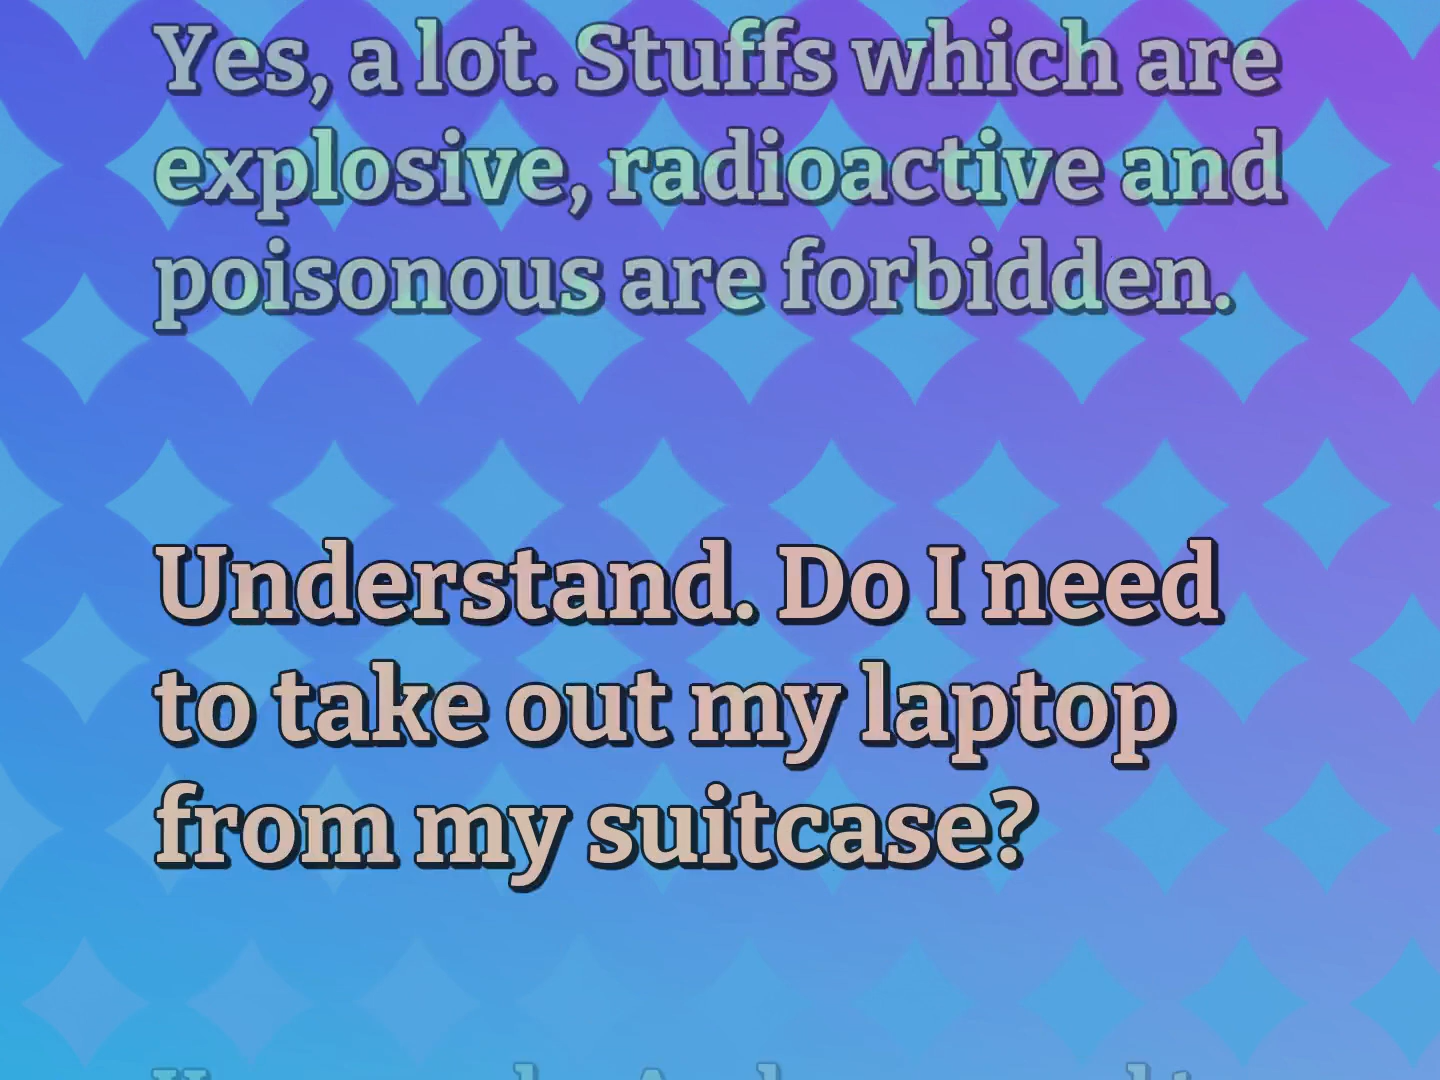 Yes, a lot. Stuffs which are
explosive, radioactive and
poisonous are forbidden.
Understand. Do I need
to take out my laptop
from my suitcase?